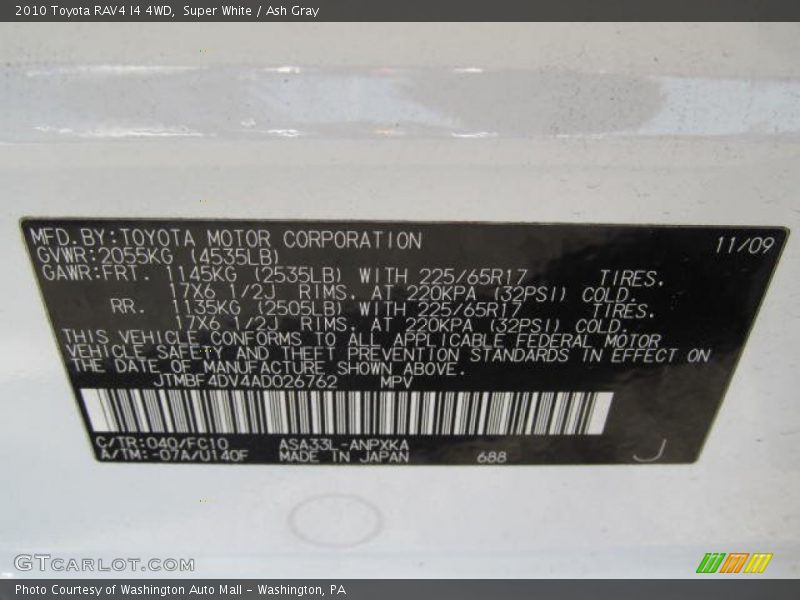 2010 Toyota RAV4 I4 4WD,  Super White / Ash Gray
MFD.BY:TOYOTA MOTOR CORPORATION 11/09
GVWR:2055KG (4535LB)
GAWR:FRT. 1145KG (2535LB) WITH 225/65R17 TIRES.
17X6 1/2J RIMS, AT 220KPA (32PSI) COLD.
RR. 1135KG (2505LB) WITH 225/65R17 TIRES.
17X6 1/2J RIMS, AT 220KPA (32PSI) COLD.
THIS VEHICLE CONFORMS TO ALL APPLICABLE FEDERAL MOTOR
VEHICLE SAFETY AND THEFT PREVENTION STANDARDS IN EFFECT ON
THE DATE OF MANUFACTURE SHOWN ABOVE.
JTMBF4DV4AD026762 MPV
C/TR:040/FC10 ASA33L-ANPXKA
A/TM:-07A/U140F MADE IN JAPAN 688 J
GTCARLOT.COM
Photo Courtesy of Washington Auto Mall - Washington, PA